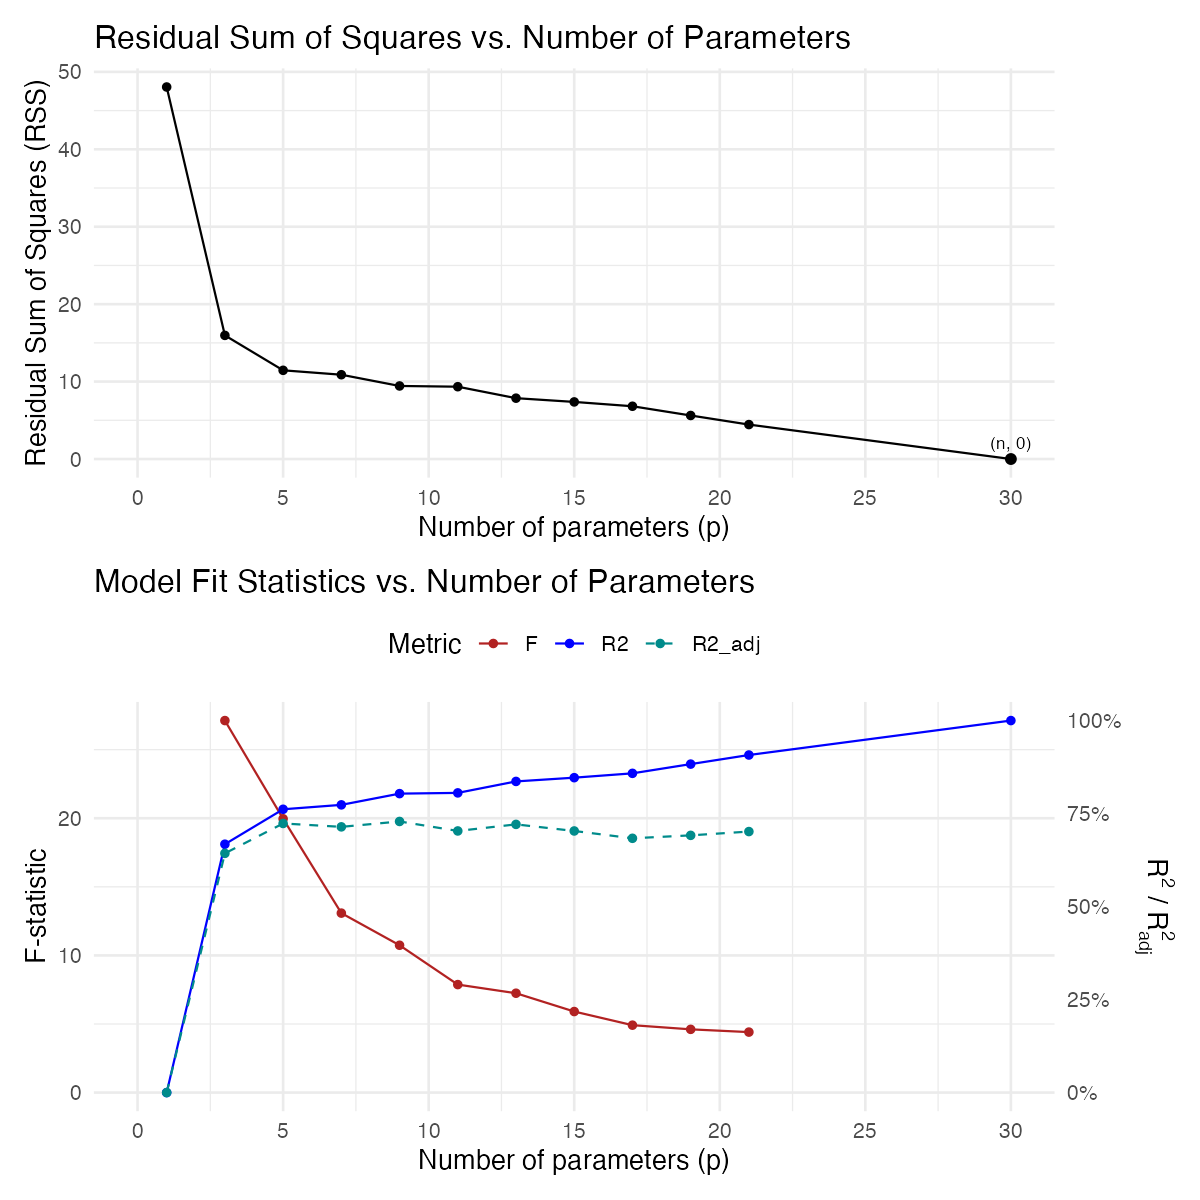 Residual Sum of Squares vs. Number of Parameters
Residual Sum of Squares (RSS)
50
40
30
20
10
0
(n, 0)
0 5 10 15 20 25 30
Number of parameters (p)
Model Fit Statistics vs. Number of Parameters
Metric F R2 R2_adj
F-statistic
20
10
0
100%
75%
50%
25%
0%
R² / R²adj
0 5 10 15 20 25 30
Number of parameters (p)